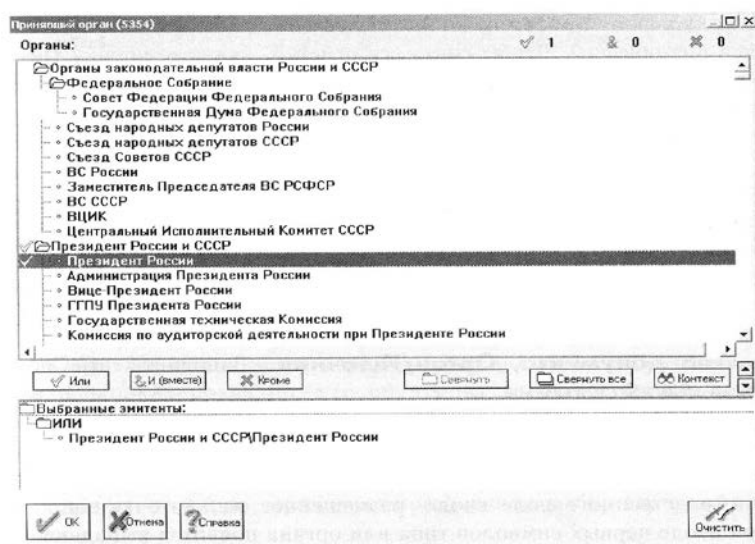 Принявший орган (5354)
Органы: 1 & 0 0
Органы законодательной власти России и СССР
Федеральное Собрание
Совет Федерации Федерального Собрания
Государственная Дума Федерального Собрания
Съезд народных депутатов России
Съезд народных депутатов СССР
Съезд Советов СССР
ВС России
Заместитель Председателя ВС РСФСР
ВС СССР
ВЦИК
Центральный Исполнительный Комитет СССР
Президент России и СССР
Президент России
Администрация Президента России
Вице-Президент России
ГГПУ Президента России
Государственная техническая Комиссия
Комиссия по аудиторской деятельности при Президенте России
Или & И (вместе) Кроме Свернуть Свернуть все Контекст
Выбранные эмитенты:
ИЛИ
Президент России и СССР\Президент России
OK Отмена ? Справка Очистить